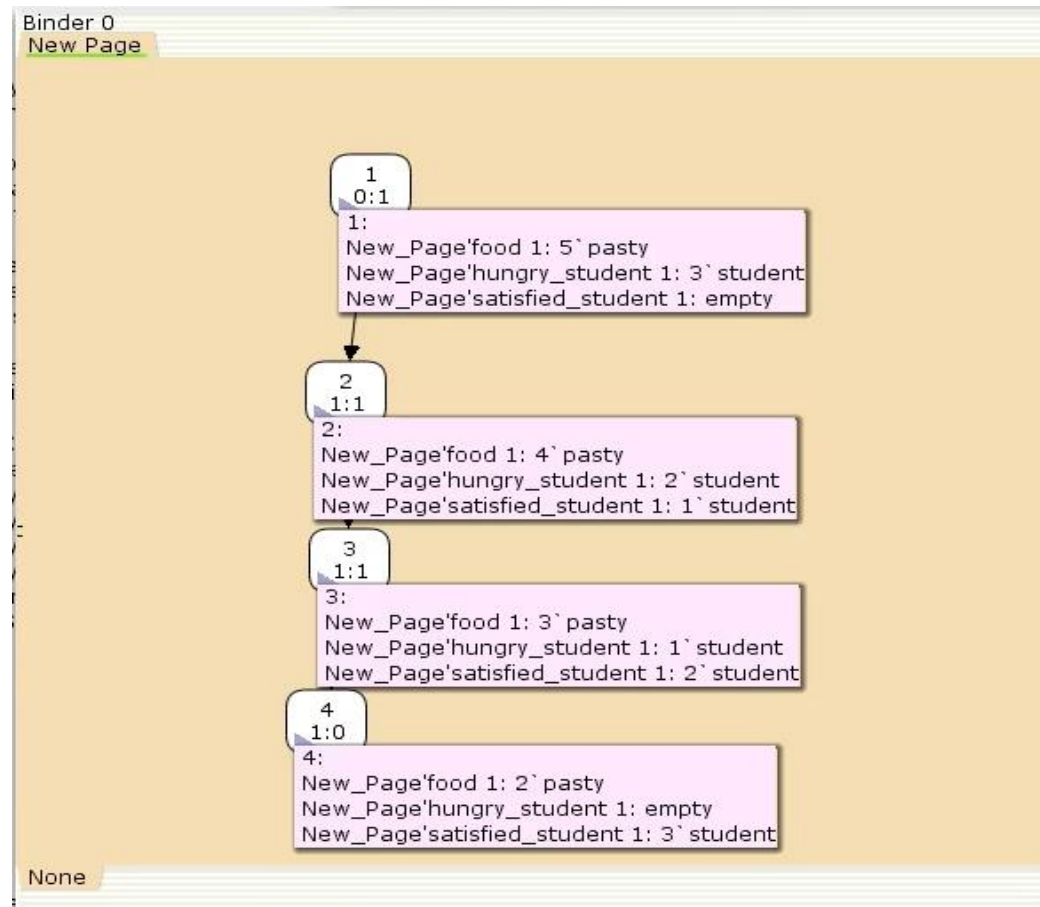 Binder 0
New Page
1
0:1
1:
New_Page'food 1: 5`pasty
New_Page'hungry_student 1: 3`student
New_Page'satisfied_student 1: empty
2
1:1
2:
New_Page'food 1: 4`pasty
New_Page'hungry_student 1: 2`student
New_Page'satisfied_student 1: 1`student
3
1:1
3:
New_Page'food 1: 3`pasty
New_Page'hungry_student 1: 1`student
New_Page'satisfied_student 1: 2`student
4
1:0
4:
New_Page'food 1: 2`pasty
New_Page'hungry_student 1: empty
New_Page'satisfied_student 1: 3`student
None